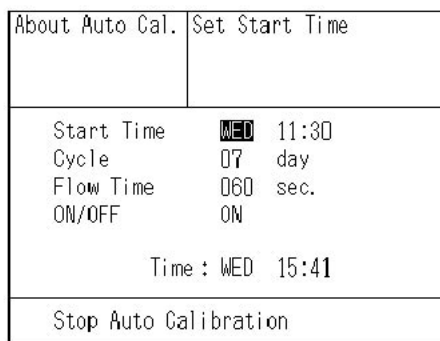 About Auto Cal. Set Start Time
Start Time WED 11:30
Cycle 07 day
Flow Time 060 sec.
ON/OFF ON
Time : WED 15:41
Stop Auto Calibration